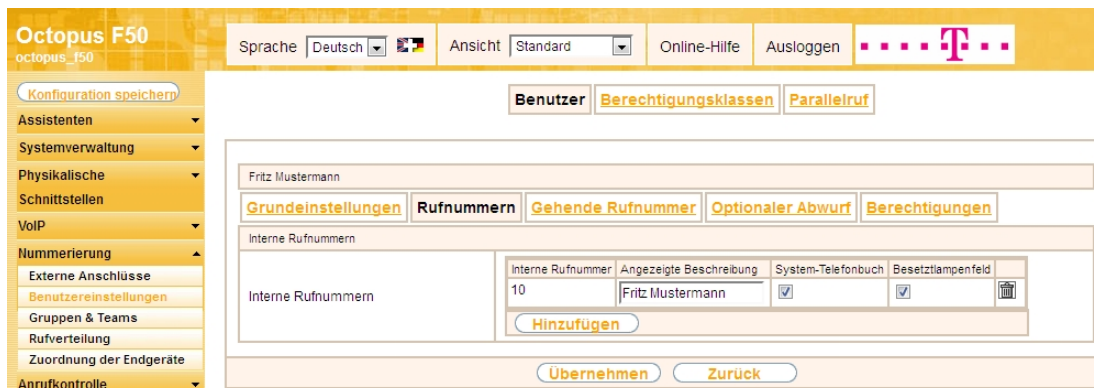 Octopus F50
octopus_f50
Sprache Deutsch Ansicht Standard Online-Hilfe Ausloggen T
Konfiguration speichern
Assistenten
Systemverwaltung
Physikalische
Schnittstellen
VoIP
Nummerierung
Externe Anschlüsse
Benutzereinstellungen
Gruppen & Teams
Rufverteilung
Zuordnung der Endgeräte
Anrufkontrolle
Benutzer Berechtigungsklassen Parallelruf
Fritz Mustermann
Grundeinstellungen Rufnummern Gehende Rufnummer Optionaler Abwurf Berechtigungen
Interne Rufnummern
Interne Rufnummer Angezeigte Beschreibung System-Telefonbuch Besetztlampenfeld
Interne Rufnummern 10 Fritz Mustermann
Hinzufügen
Übernehmen Zurück